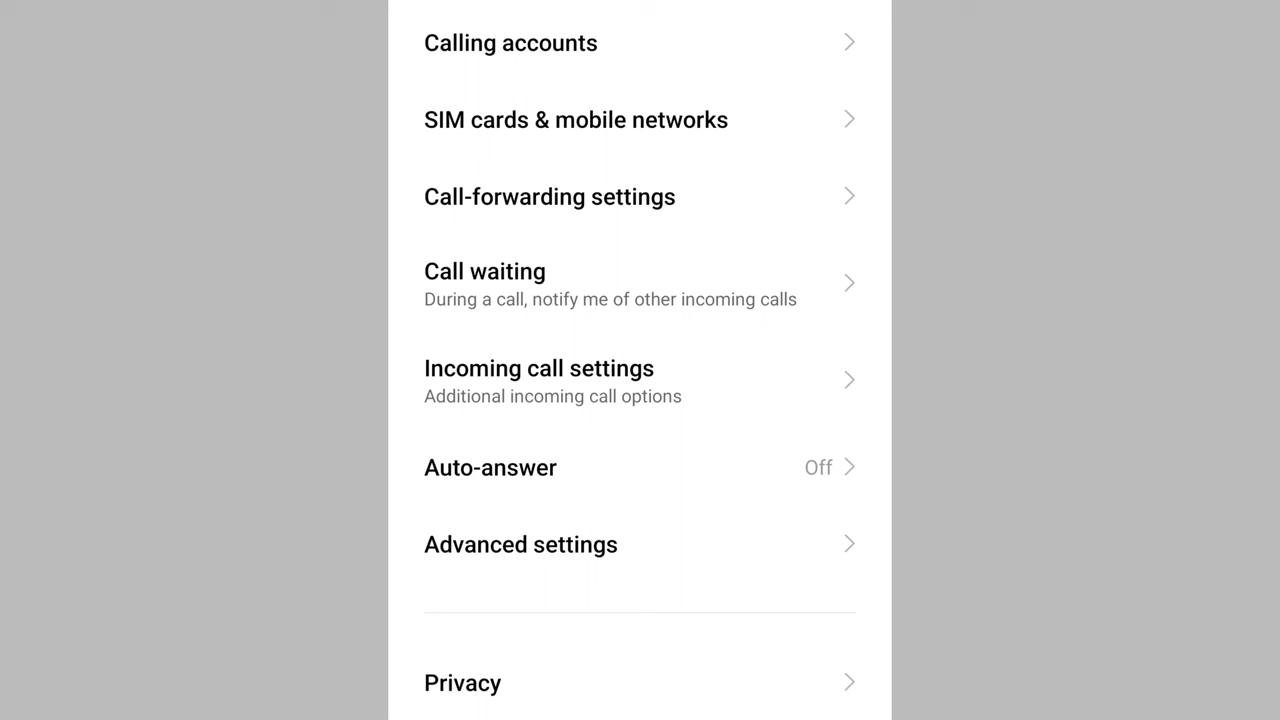 Calling accounts
SIM cards & mobile networks
Call-forwarding settings
Call waiting
During a call, notify me of other incoming calls
Incoming call settings
Additional incoming call options
Auto-answer Off
Advanced settings
Privacy